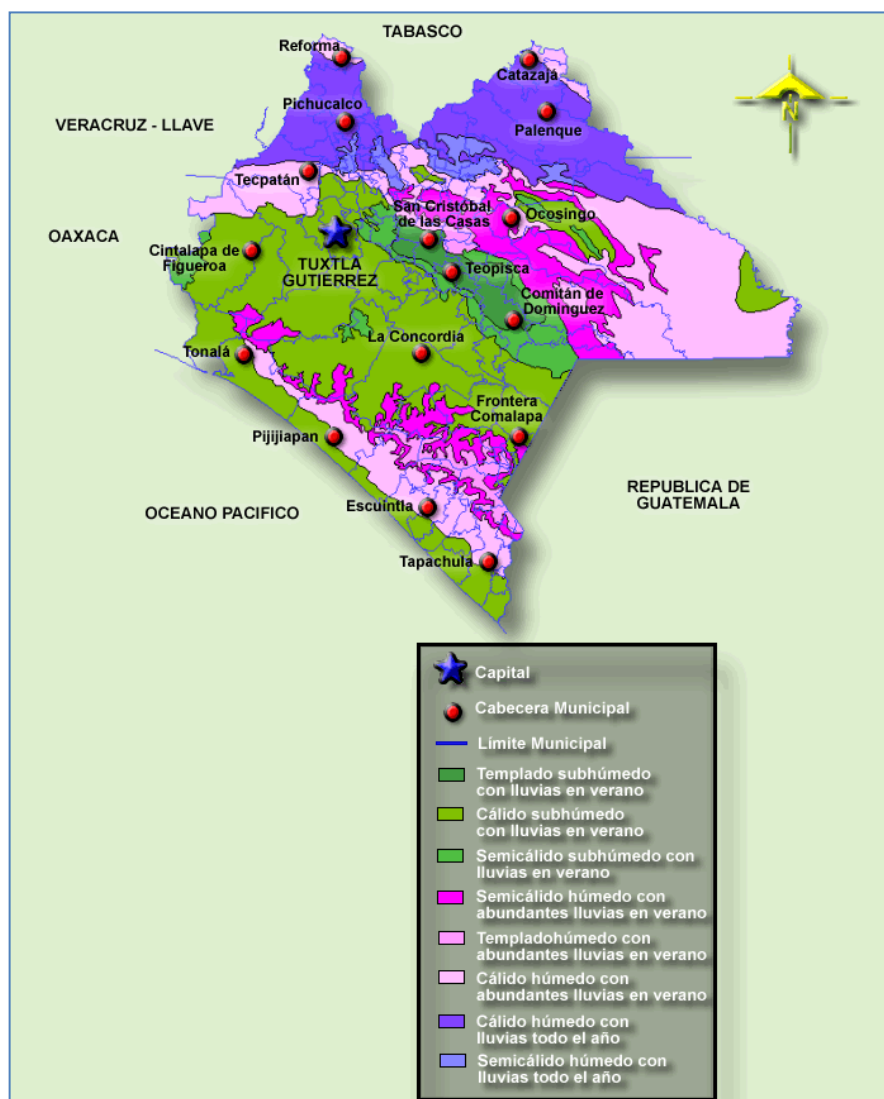 TABASCO
Reforma
Catazajá
Pichucalco
Palenque
VERACRUZ - LLAVE
N
Tecpatán
San Cristóbal
de las Casas
Ocosingo
OAXACA
Cintalapa de
Figueroa
TUXTLA
GUTIERREZ
Teopisca
Comitán de
Dominguez
La Concordia
Tonalá
Frontera
Comalapa
Pijijiapan
REPUBLICA DE
GUATEMALA
OCEANO PACIFICO
Escuintla
Tapachula
Capital
Cabecera Municipal
Límite Municipal
Templado subhúmedo
con lluvias en verano
Cálido subhúmedo
con lluvias en verano
Semicálido subhúmedo con
lluvias en verano
Semicálido húmedo con
abundantes lluvias en verano
Templadohúmedo con
abundantes lluvias en verano
Cálido húmedo con
abundantes lluvias en verano
Cálido húmedo con
lluvias todo el año
Semicálido húmedo con
lluvias todo el año